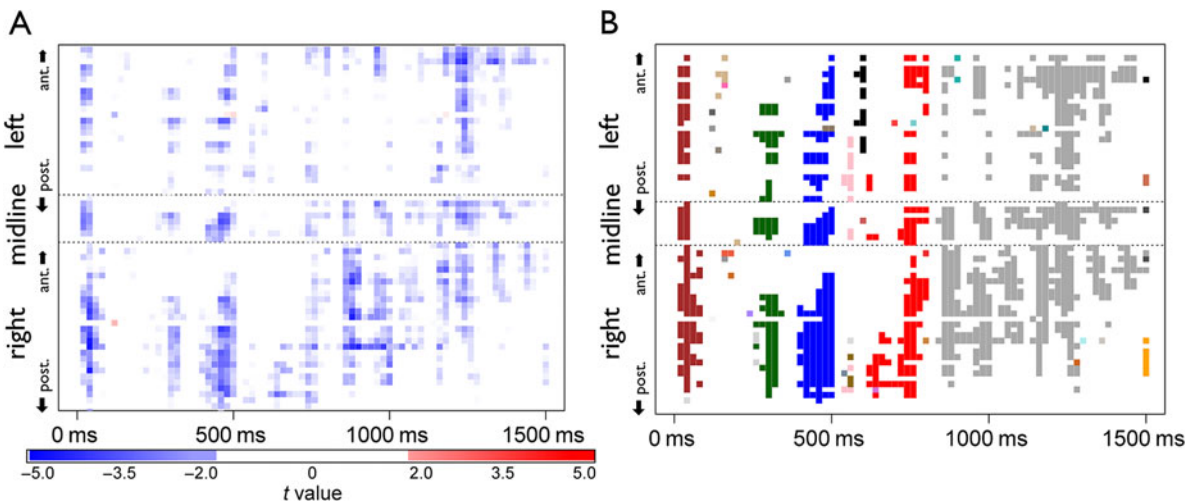 A
ant.
left
post.
midline
ant.
right
post.
0 ms 500 ms 1000 ms 1500 ms
–5.0 –3.5 –2.0 0 2.0 3.5 5.0
t value
B
ant.
left
post.
midline
ant.
right
post.
0 ms 500 ms 1000 ms 1500 ms